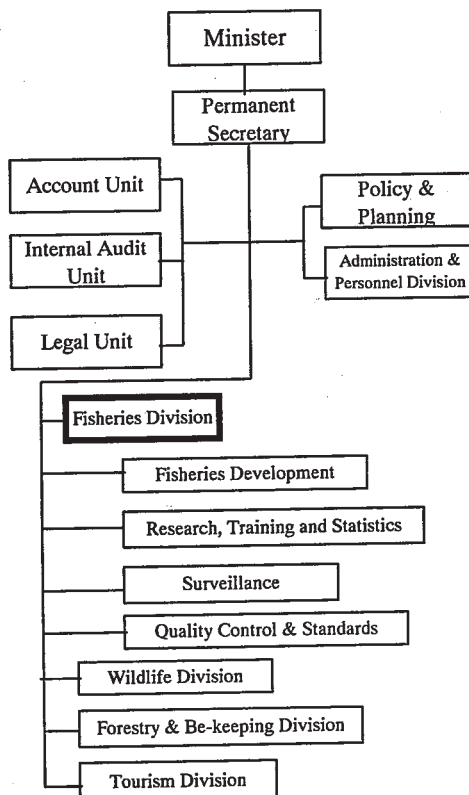 Minister
Permanent
Secretary
Account Unit
Policy &
Planning
Internal Audit
Unit
Administration &
Personnel Division
Legal Unit
Fisheries Division
Fisheries Development
Research, Training and Statistics
Surveillance
Quality Control & Standards
Wildlife Division
Forestry & Be-keeping Division
Tourism Division